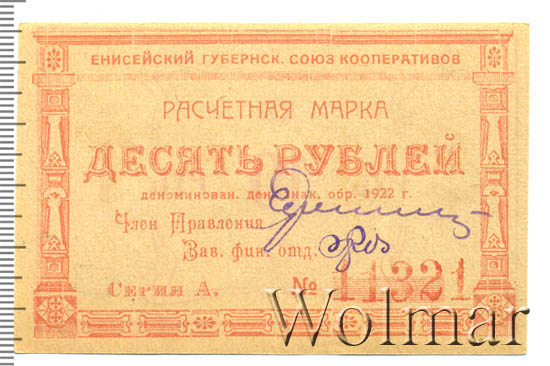 ЕНИСЕЙСКИЙ ГУБЕРНСК. СОЮЗ КООПЕРАТИВОВ
РАСЧЕТНАЯ МАРКА
ДЕСЯТЬ РУБЛЕЙ
деноминован. ден. знак. обр. 1922 г.
Член Правления
Зав. фин. отд.
Серия А. № 11321
Wolmar